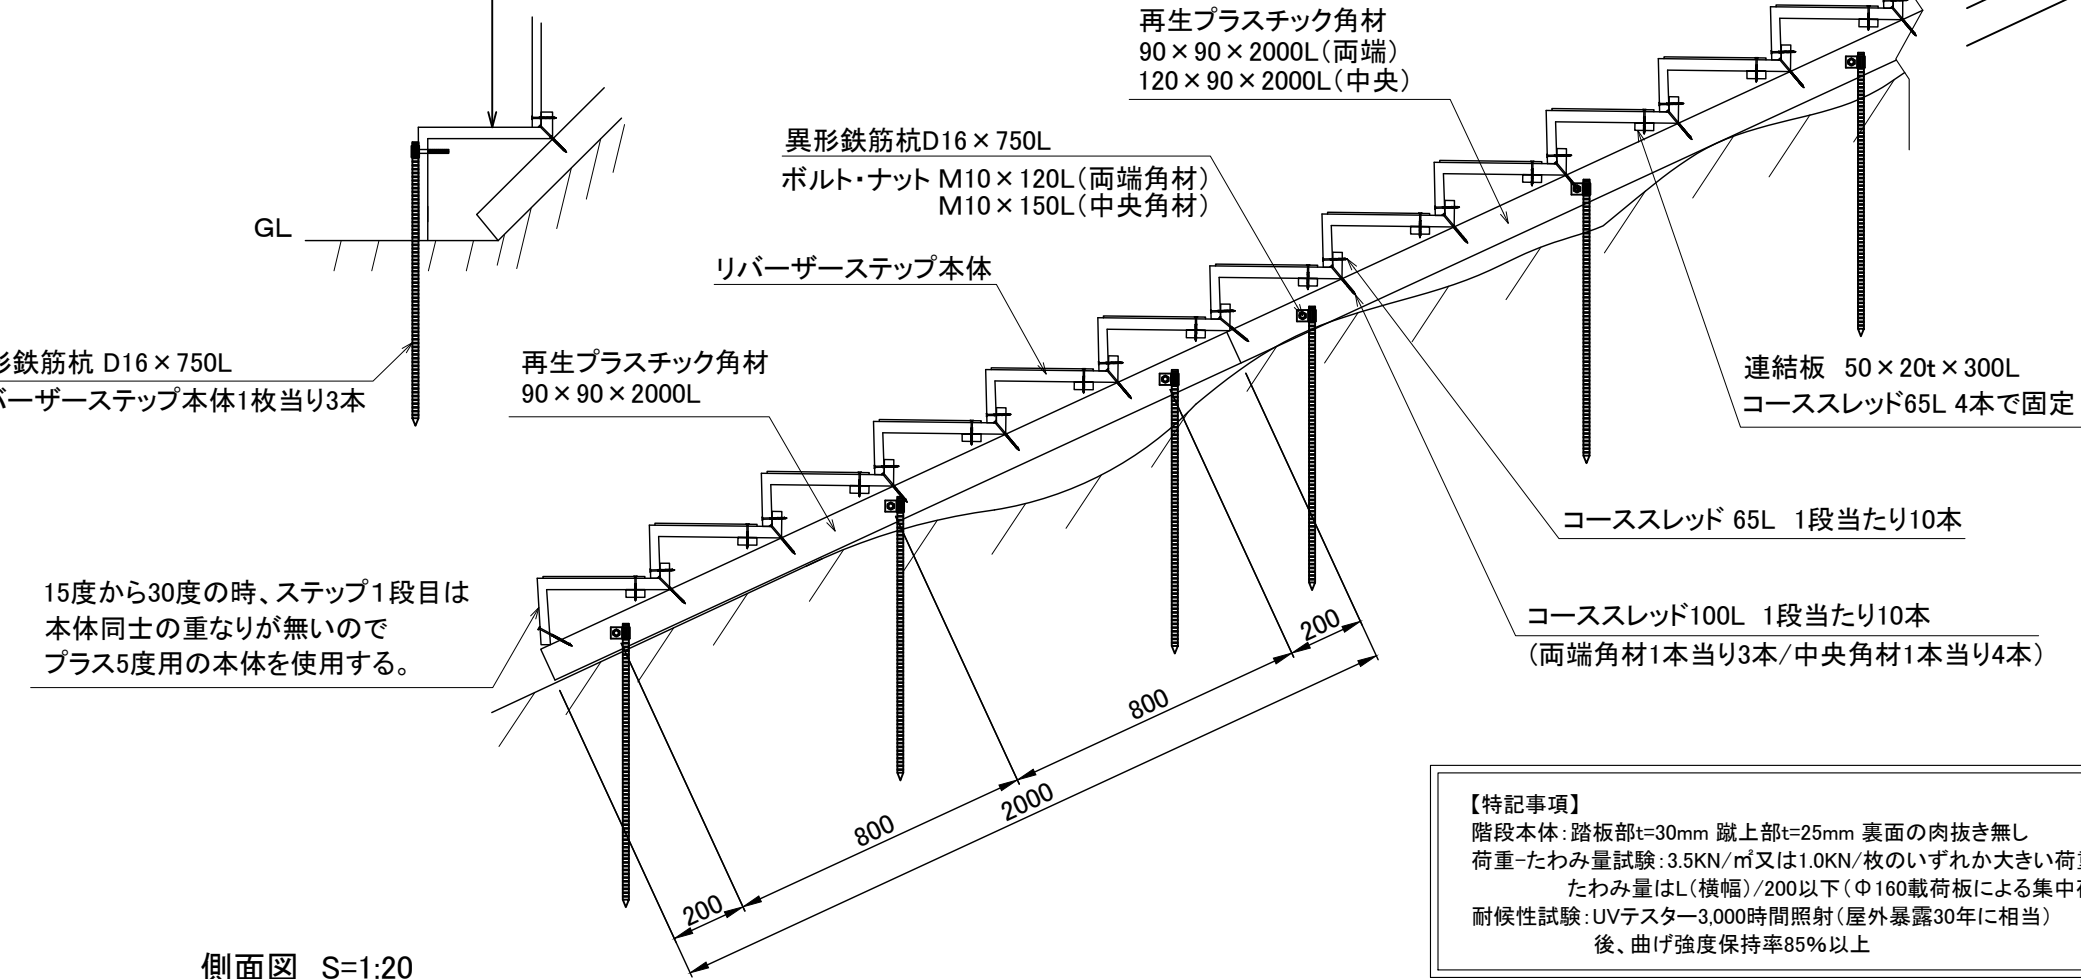 再生プラスチック角材
90×90×2000L(両端)
120×90×2000L(中央)
異形鉄筋杭D16×750L
ボルト・ナット M10×120L(両端角材)
M10×150L(中央角材)
GL
リバーザーステップ本体
形鉄筋杭 D16×750L
バーザーステップ本体1枚当り3本
再生プラスチック角材
90×90×2000L
連結板 50×20t×300L
コーススレッド65L 4本で固定
コーススレッド 65L 1段当たり10本
15度から30度の時、ステップ1段目は
本体同士の重なりが無いので
プラス5度用の本体を使用する。
コーススレッド100L 1段当たり10本
(両端角材1本当り3本/中央角材1本当り4本)
200
800
2000
800
200
【特記事項】
階段本体:踏板部t=30mm 蹴上部t=25mm 裏面の肉抜き無し
荷重-たわみ量試験:3.5KN/㎡又は1.0KN/枚のいずれか大きい荷重
たわみ量はL(横幅)/200以下(Φ160載荷板による集中荷
耐候性試験:UVテスター3,000時間照射(屋外暴露30年に相当)
後、曲げ強度保持率85%以上
側面図 S=1:20